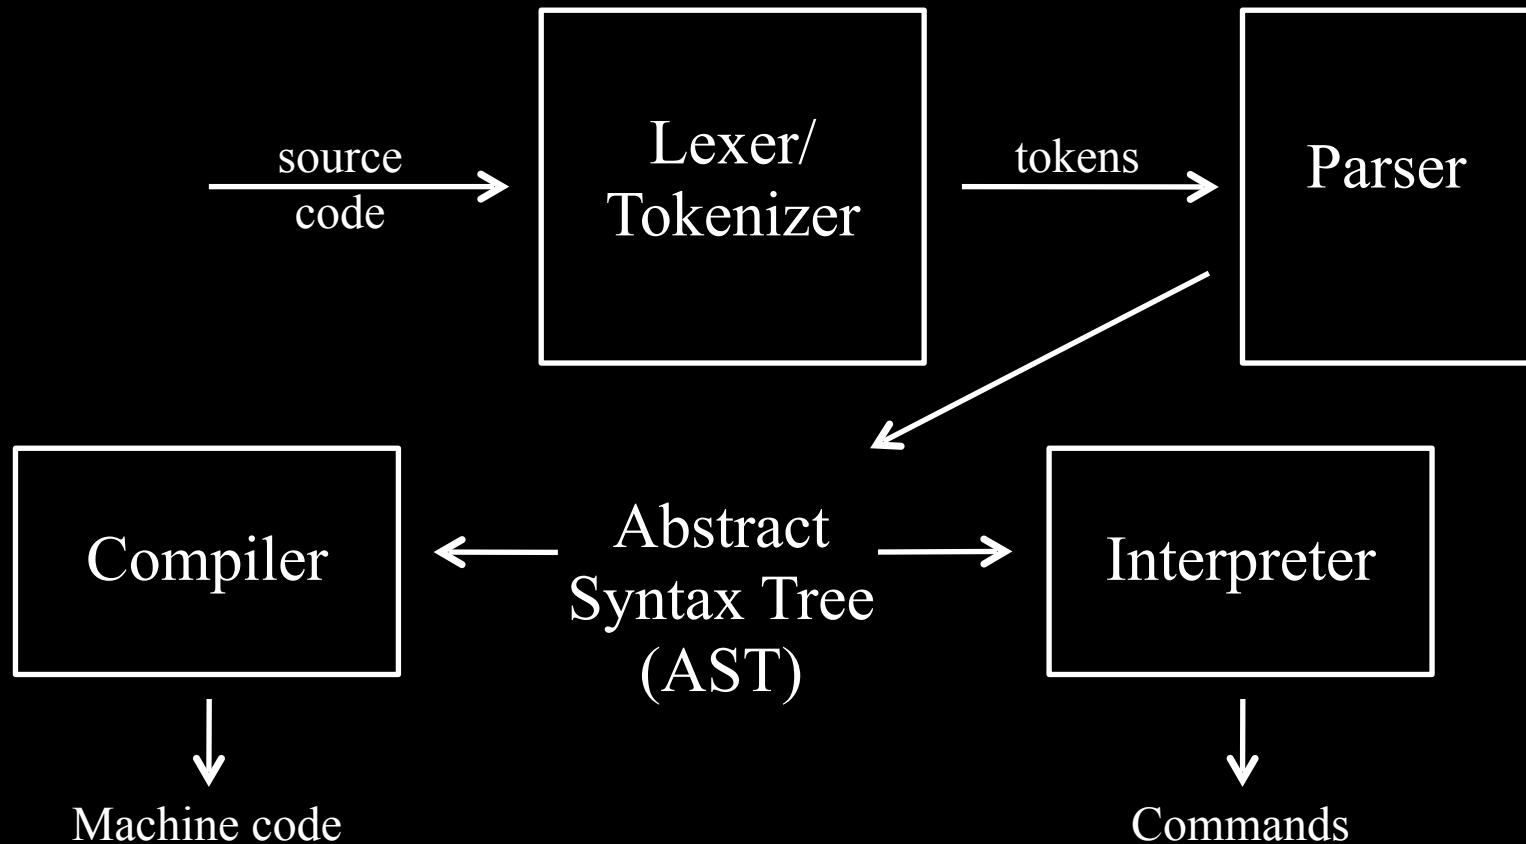 source
code
Lexer/
Tokenizer
tokens
Parser
Compiler
Abstract
Syntax Tree
(AST)
Interpreter
Machine code
Commands